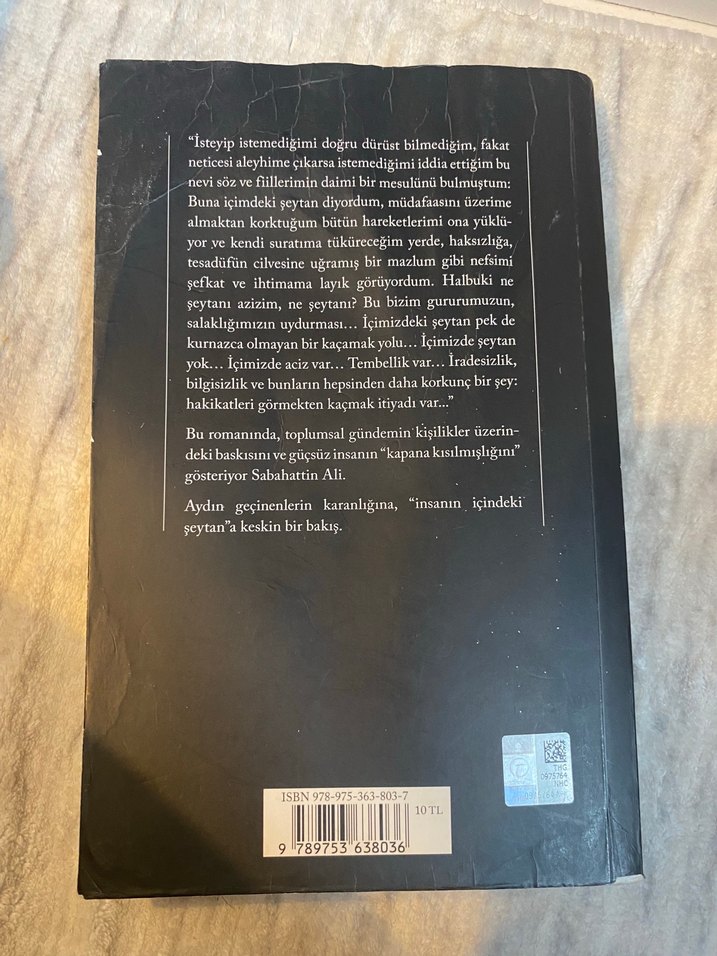 “İsteyip istemediğimi doğru dürüst bilmediğim, fakat
neticesi aleyhime çıkarsa istemediğimi iddia ettiğim bu
nevi söz ve fiillerimin daimi bir mesulünü bulmuştum:
Buna içimdeki şeytan diyordum, müdafaasını üzerime
almaktan korktuğum bütün hareketlerimi ona yüklü-
yor ve kendi suratıma tüküreceğim yerde, haksızlığa,
tesadüfün cilvesine uğramış bir mazlum gibi nefsimi
şefkat ve ihtimama layık görüyordum. Halbuki ne
şeytanı azizim, ne şeytanı? Bu bizim gururumuzun,
salaklığımızın uydurması… İçimizdeki şeytan pek de
kurnazca olmayan bir kaçamak yolu… İçimizde şeytan
yok… İçimizde aciz var… Tembellik var… İradesizlik,
bilgisizlik ve bunların hepsinden daha korkunç bir şey:
hakikatleri görmekten kaçmak itiyadı var...”
Bu romanında, toplumsal gündemin kişilikler üzerin-
deki baskısını ve güçsüz insanın “kapana kısılmışlığını”
gösteriyor Sabahattin Ali.
Aydın geçinenlerin karanlığına, “insanın içindeki
şeytan”a keskin bir bakış.
THG
0975764
NHC
ISBN 978-975-363-803-7
10 TL
9 789753 638036